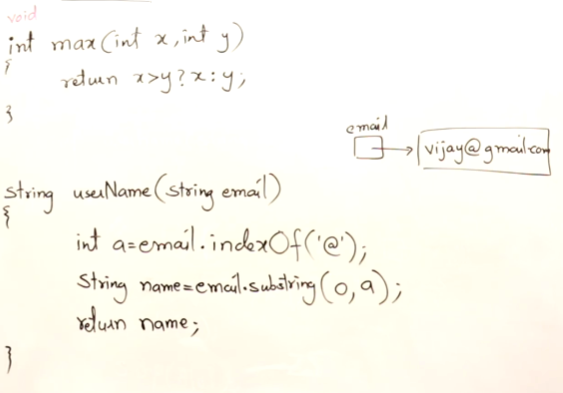 void
int max(int x, int y)
{
return x>y?x:y;
}
email
vijay@gmail.com
String userName(String email)
{
int a=email.indexOf('@');
String name=email.substring(0,a);
return name;
}